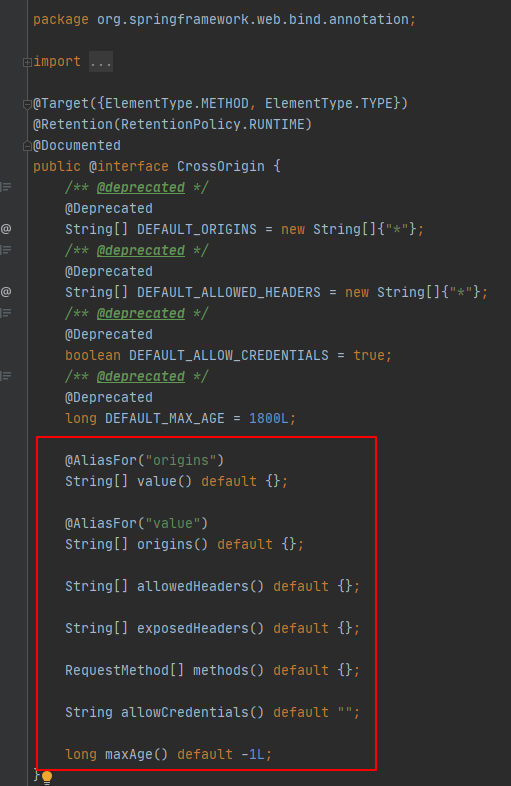 package org.springframework.web.bind.annotation;
import ...
@Target({ElementType.METHOD, ElementType.TYPE})
@Retention(RetentionPolicy.RUNTIME)
@Documented
public @interface CrossOrigin {
/** @deprecated */
@Deprecated
String[] DEFAULT_ORIGINS = new String[]{"*"};
/** @deprecated */
@Deprecated
String[] DEFAULT_ALLOWED_HEADERS = new String[]{"*"};
/** @deprecated */
@Deprecated
boolean DEFAULT_ALLOW_CREDENTIALS = true;
/** @deprecated */
@Deprecated
long DEFAULT_MAX_AGE = 1800L;
@AliasFor("origins")
String[] value() default {};
@AliasFor("value")
String[] origins() default {};
String[] allowedHeaders() default {};
String[] exposedHeaders() default {};
RequestMethod[] methods() default {};
String allowCredentials() default "";
long maxAge() default -1L;
}